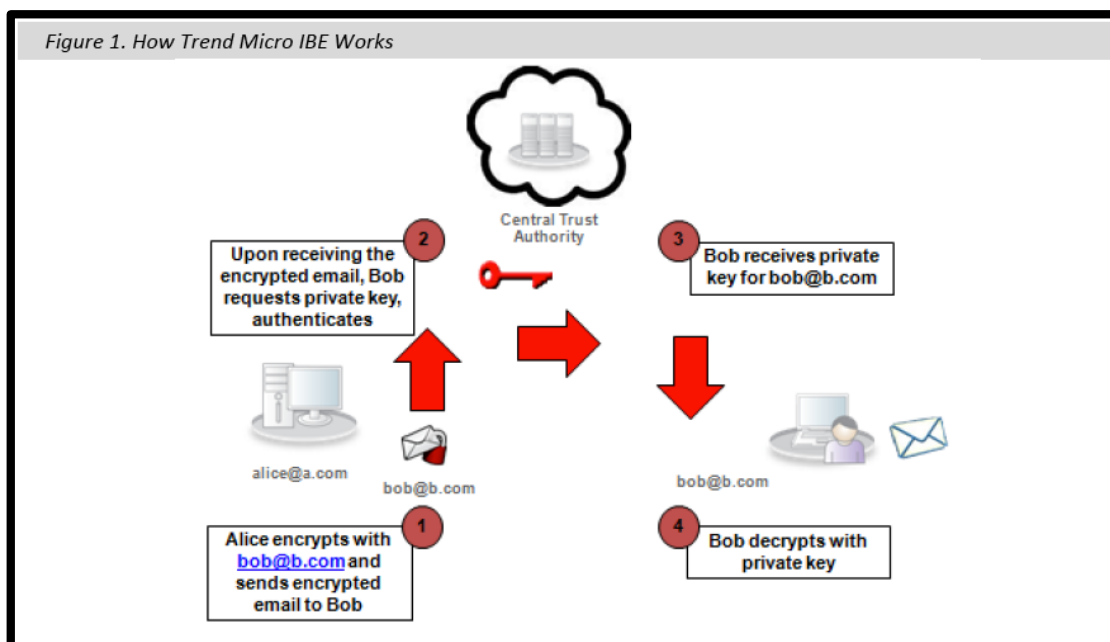 Figure 1. How Trend Micro IBE Works
Central Trust
Authority
2
Upon receiving the
encrypted email, Bob
requests private key,
authenticates
3
Bob receives private
key for bob@b.com
alice@a.com
bob@b.com
bob@b.com
1
Alice encrypts with
bob@b.com and
sends encrypted
email to Bob
4
Bob decrypts with
private key